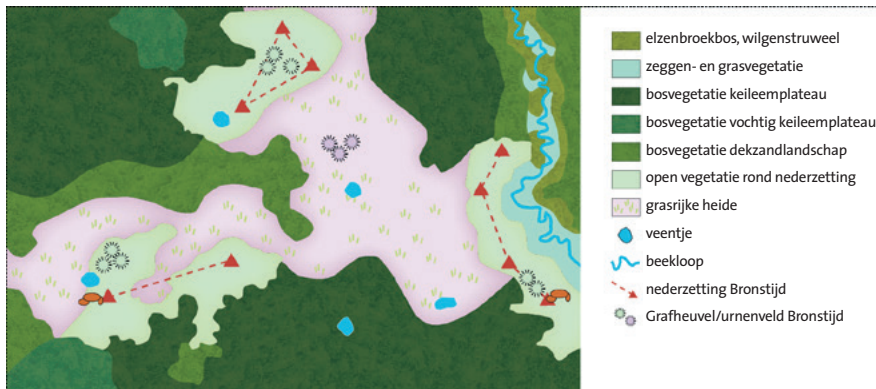 elzenbroekbos, wilgenstruweel
zeggen- en grasvegetatie
bosvegetatie keileemplateau
bosvegetatie vochtig keileemplateau
bosvegetatie dekzandlandschap
open vegetatie rond nederzetting
grasrijke heide
veentje
beekloop
nederzetting Bronstijd
Grafheuvel/urnenveld Bronstijd